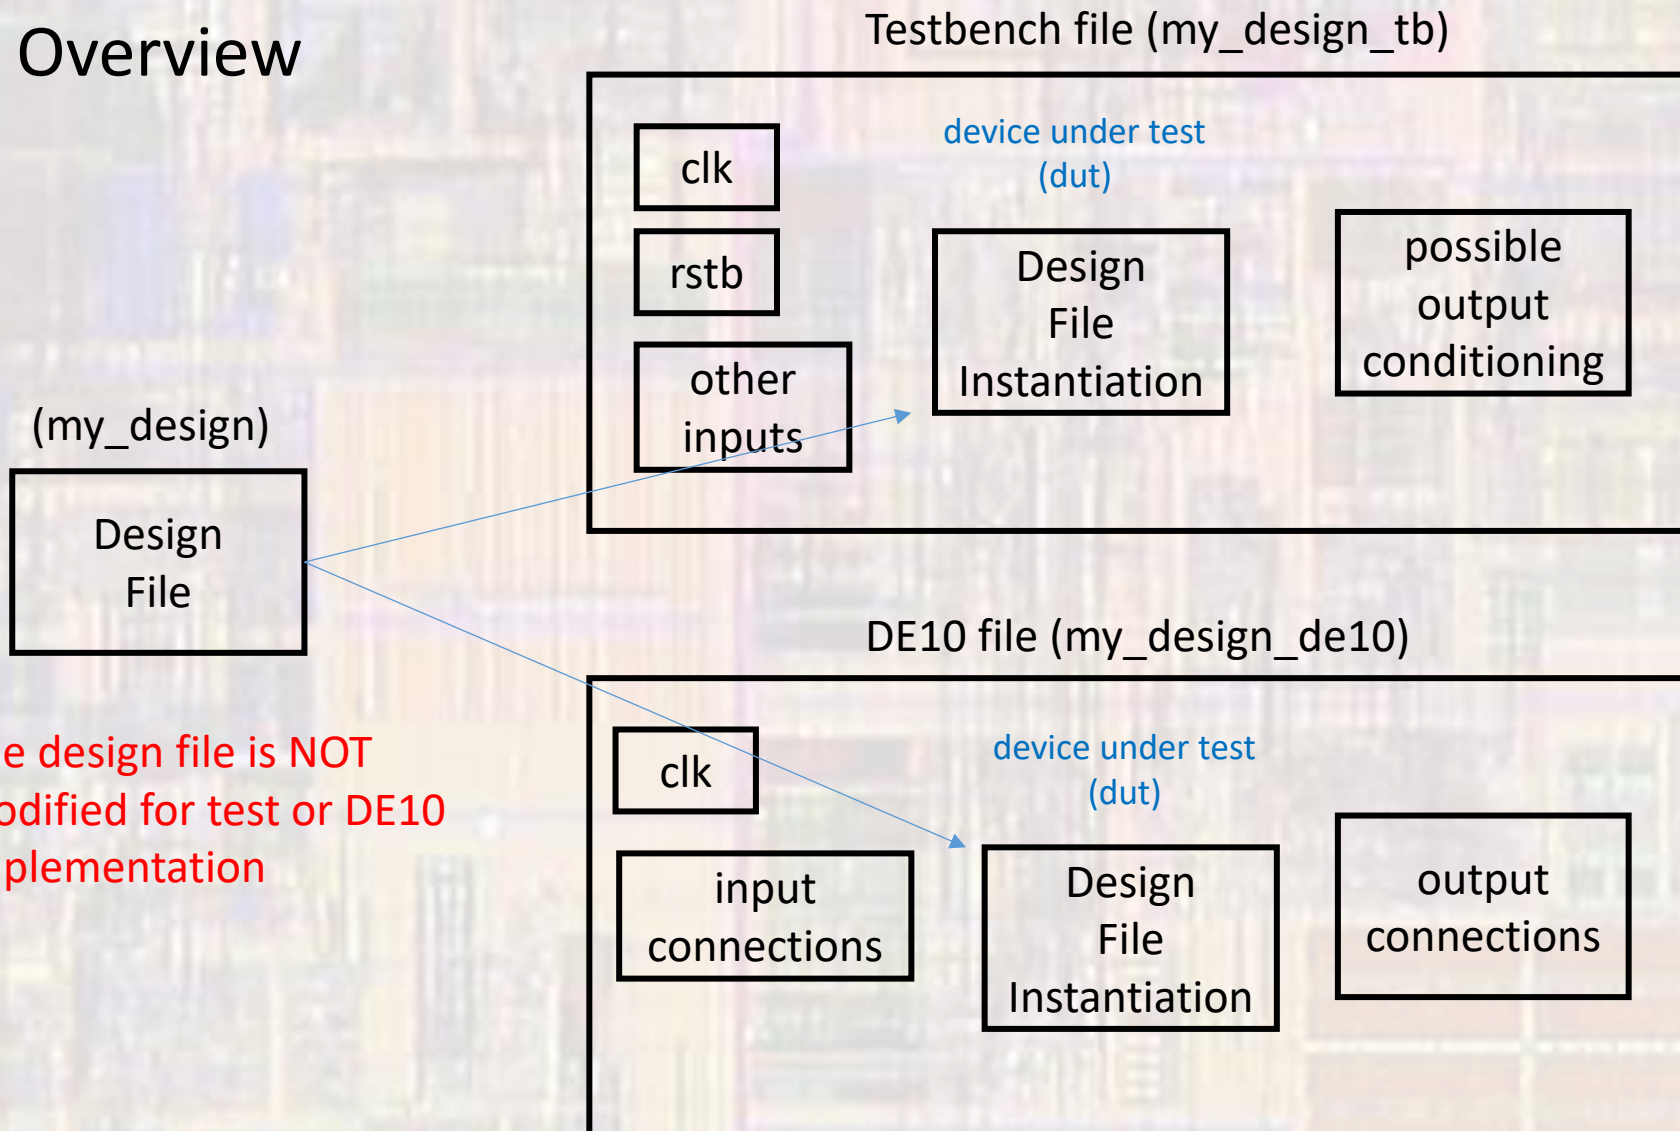 Overview
Testbench file (my_design_tb)
device under test
(dut)
clk
rstb
other
inputs
Design
File
Instantiation
possible
output
conditioning
(my_design)
Design
File
e design file is NOT
odified for test or DE10
plementation
DE10 file (my_design_de10)
device under test
(dut)
clk
input
connections
Design
File
Instantiation
output
connections